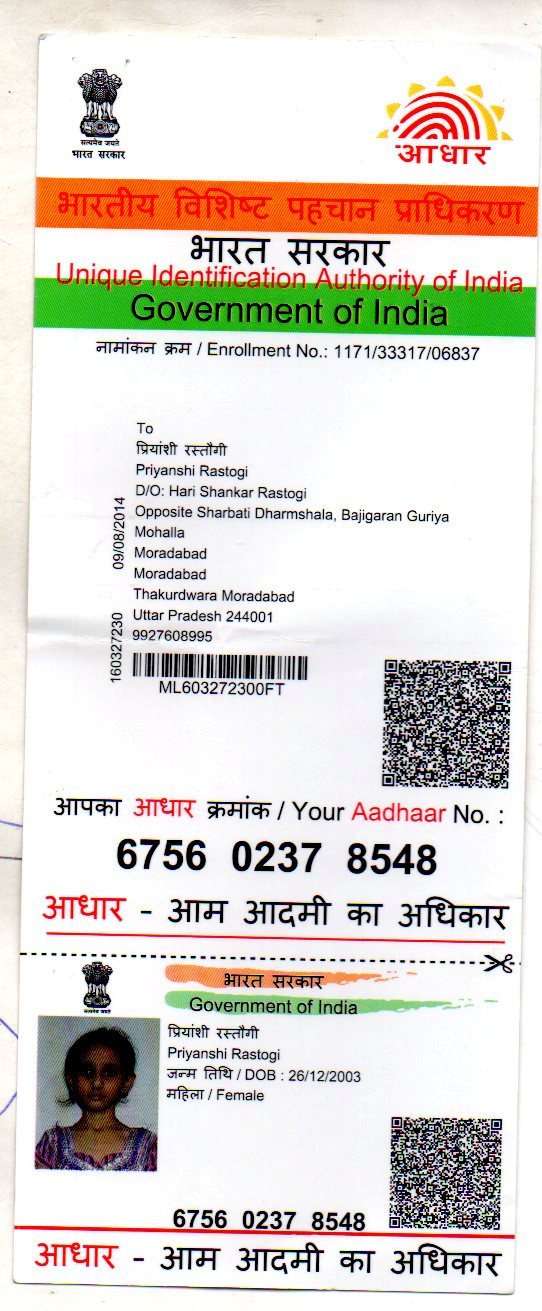 सत्यमेव जयते
भारत सरकार
आधार
भारतीय विशिष्ट पहचान प्राधिकरण
भारत सरकार
Unique Identification Authority of India
Government of India
नामांकन क्रम / Enrollment No.: 1171/33317/06837
To
प्रियांशी रस्तौगी
Priyanshi Rastogi
D/O: Hari Shankar Rastogi
Opposite Sharbati Dharmshala, Bajigaran Guriya
Mohalla
Moradabad
Moradabad
Thakurdwara Moradabad
Uttar Pradesh 244001
9927608995
09/08/2014
160327230
ML603272300FT
आपका आधार क्रमांक / Your Aadhaar No. :
6756 0237 8548
आधार - आम आदमी का अधिकार
सत्यमेव जयते
भारत सरकार
Government of India
प्रियांशी रस्तौगी
Priyanshi Rastogi
जन्म तिथि / DOB : 26/12/2003
महिला / Female
6756 0237 8548
आधार - आम आदमी का अधिकार